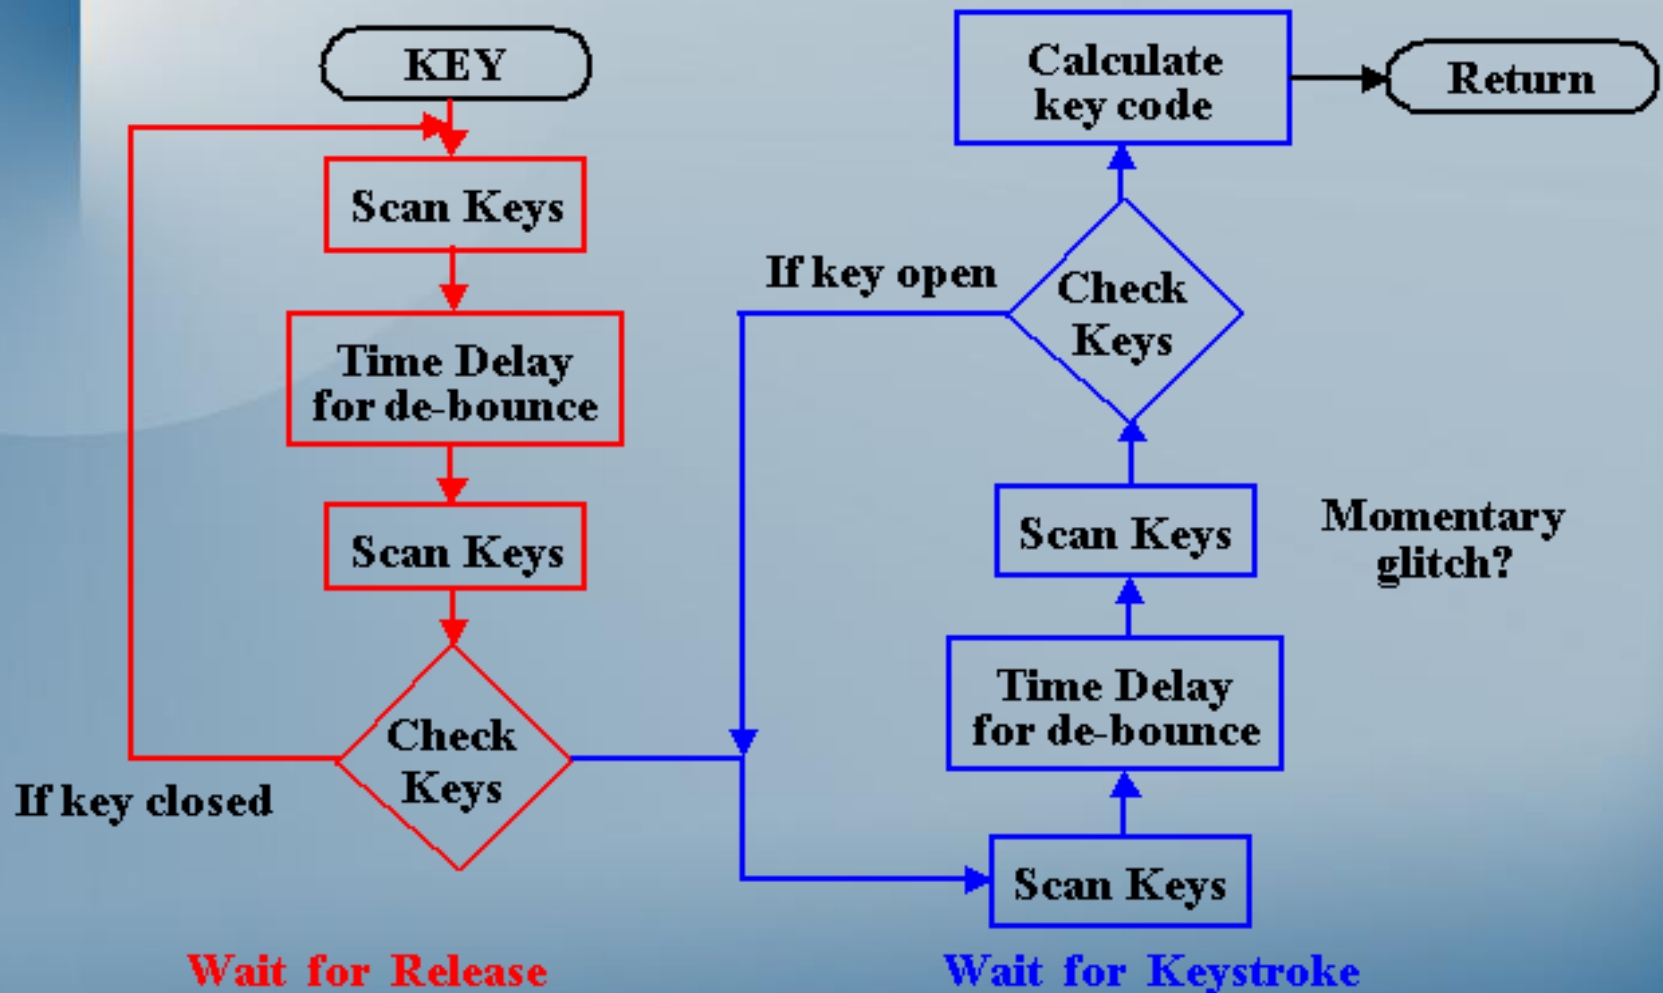 KEY
Scan Keys
Time Delay
for de-bounce
Scan Keys
Check
Keys
If key closed
Wait for Release
Calculate
key code
Return
If key open
Check
Keys
Scan Keys
Momentary
glitch?
Time Delay
for de-bounce
Scan Keys
Wait for Keystroke